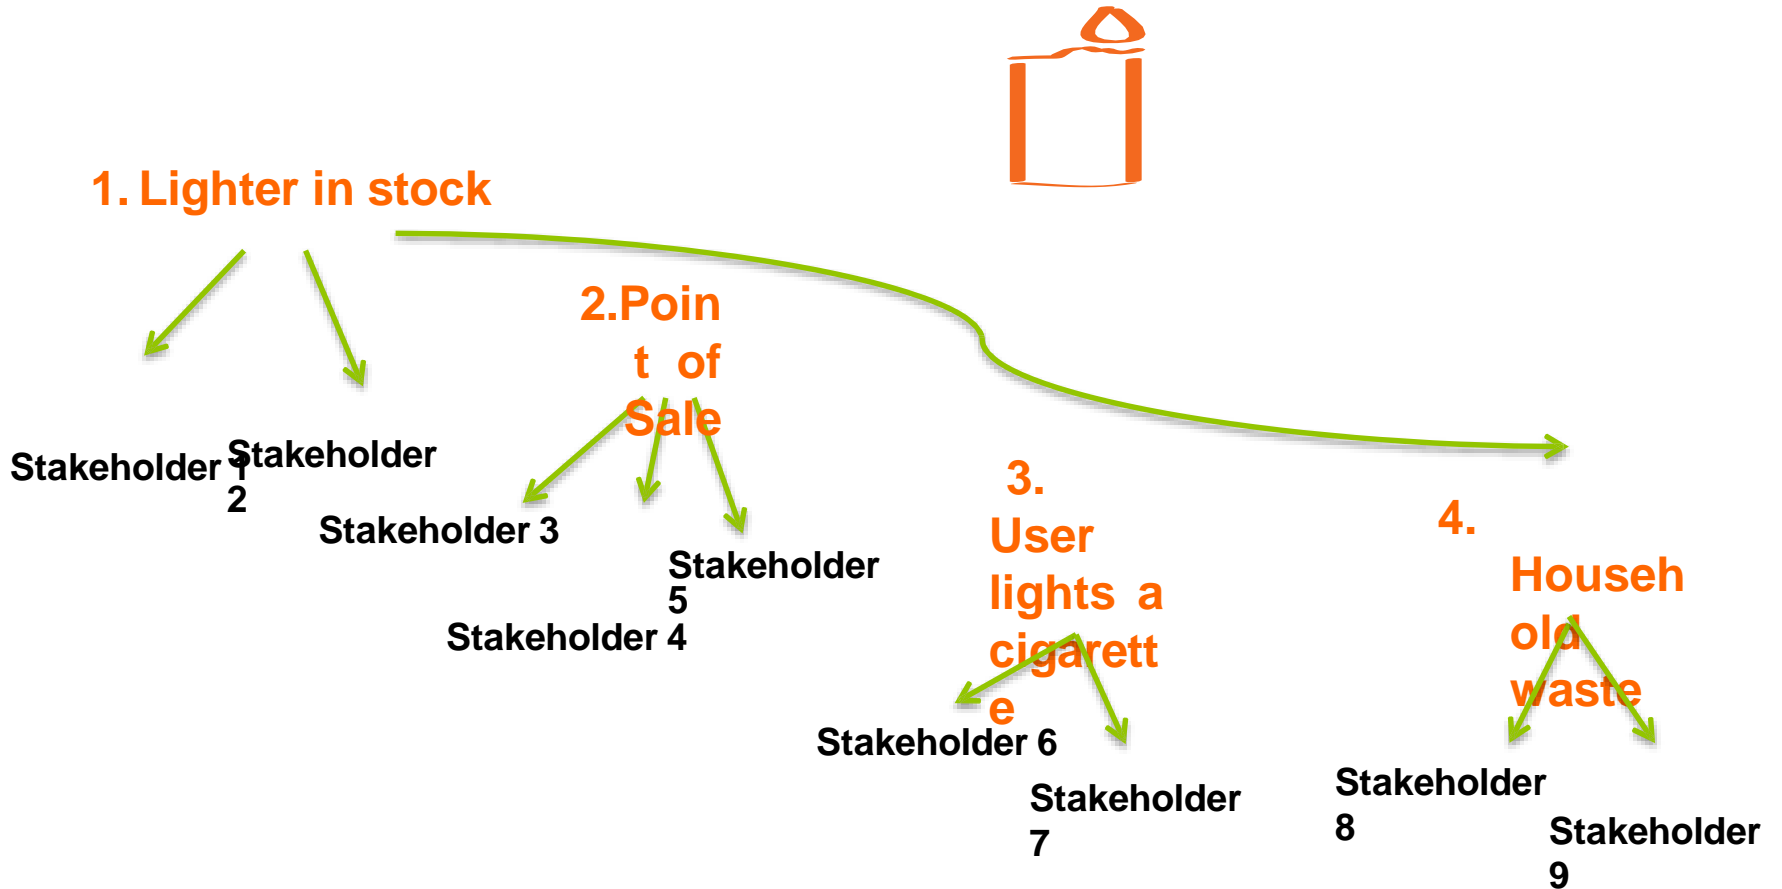 1. Lighter in stock
2.Poin
t of
Sale
Stakeholder 1
Stakeholder
2
Stakeholder 3
Stakeholder
5
Stakeholder 4
3.
User
lights a
cigarett
e
Stakeholder 6
Stakeholder
7
4.
Househ
old
waste
Stakeholder
8
Stakeholder
9